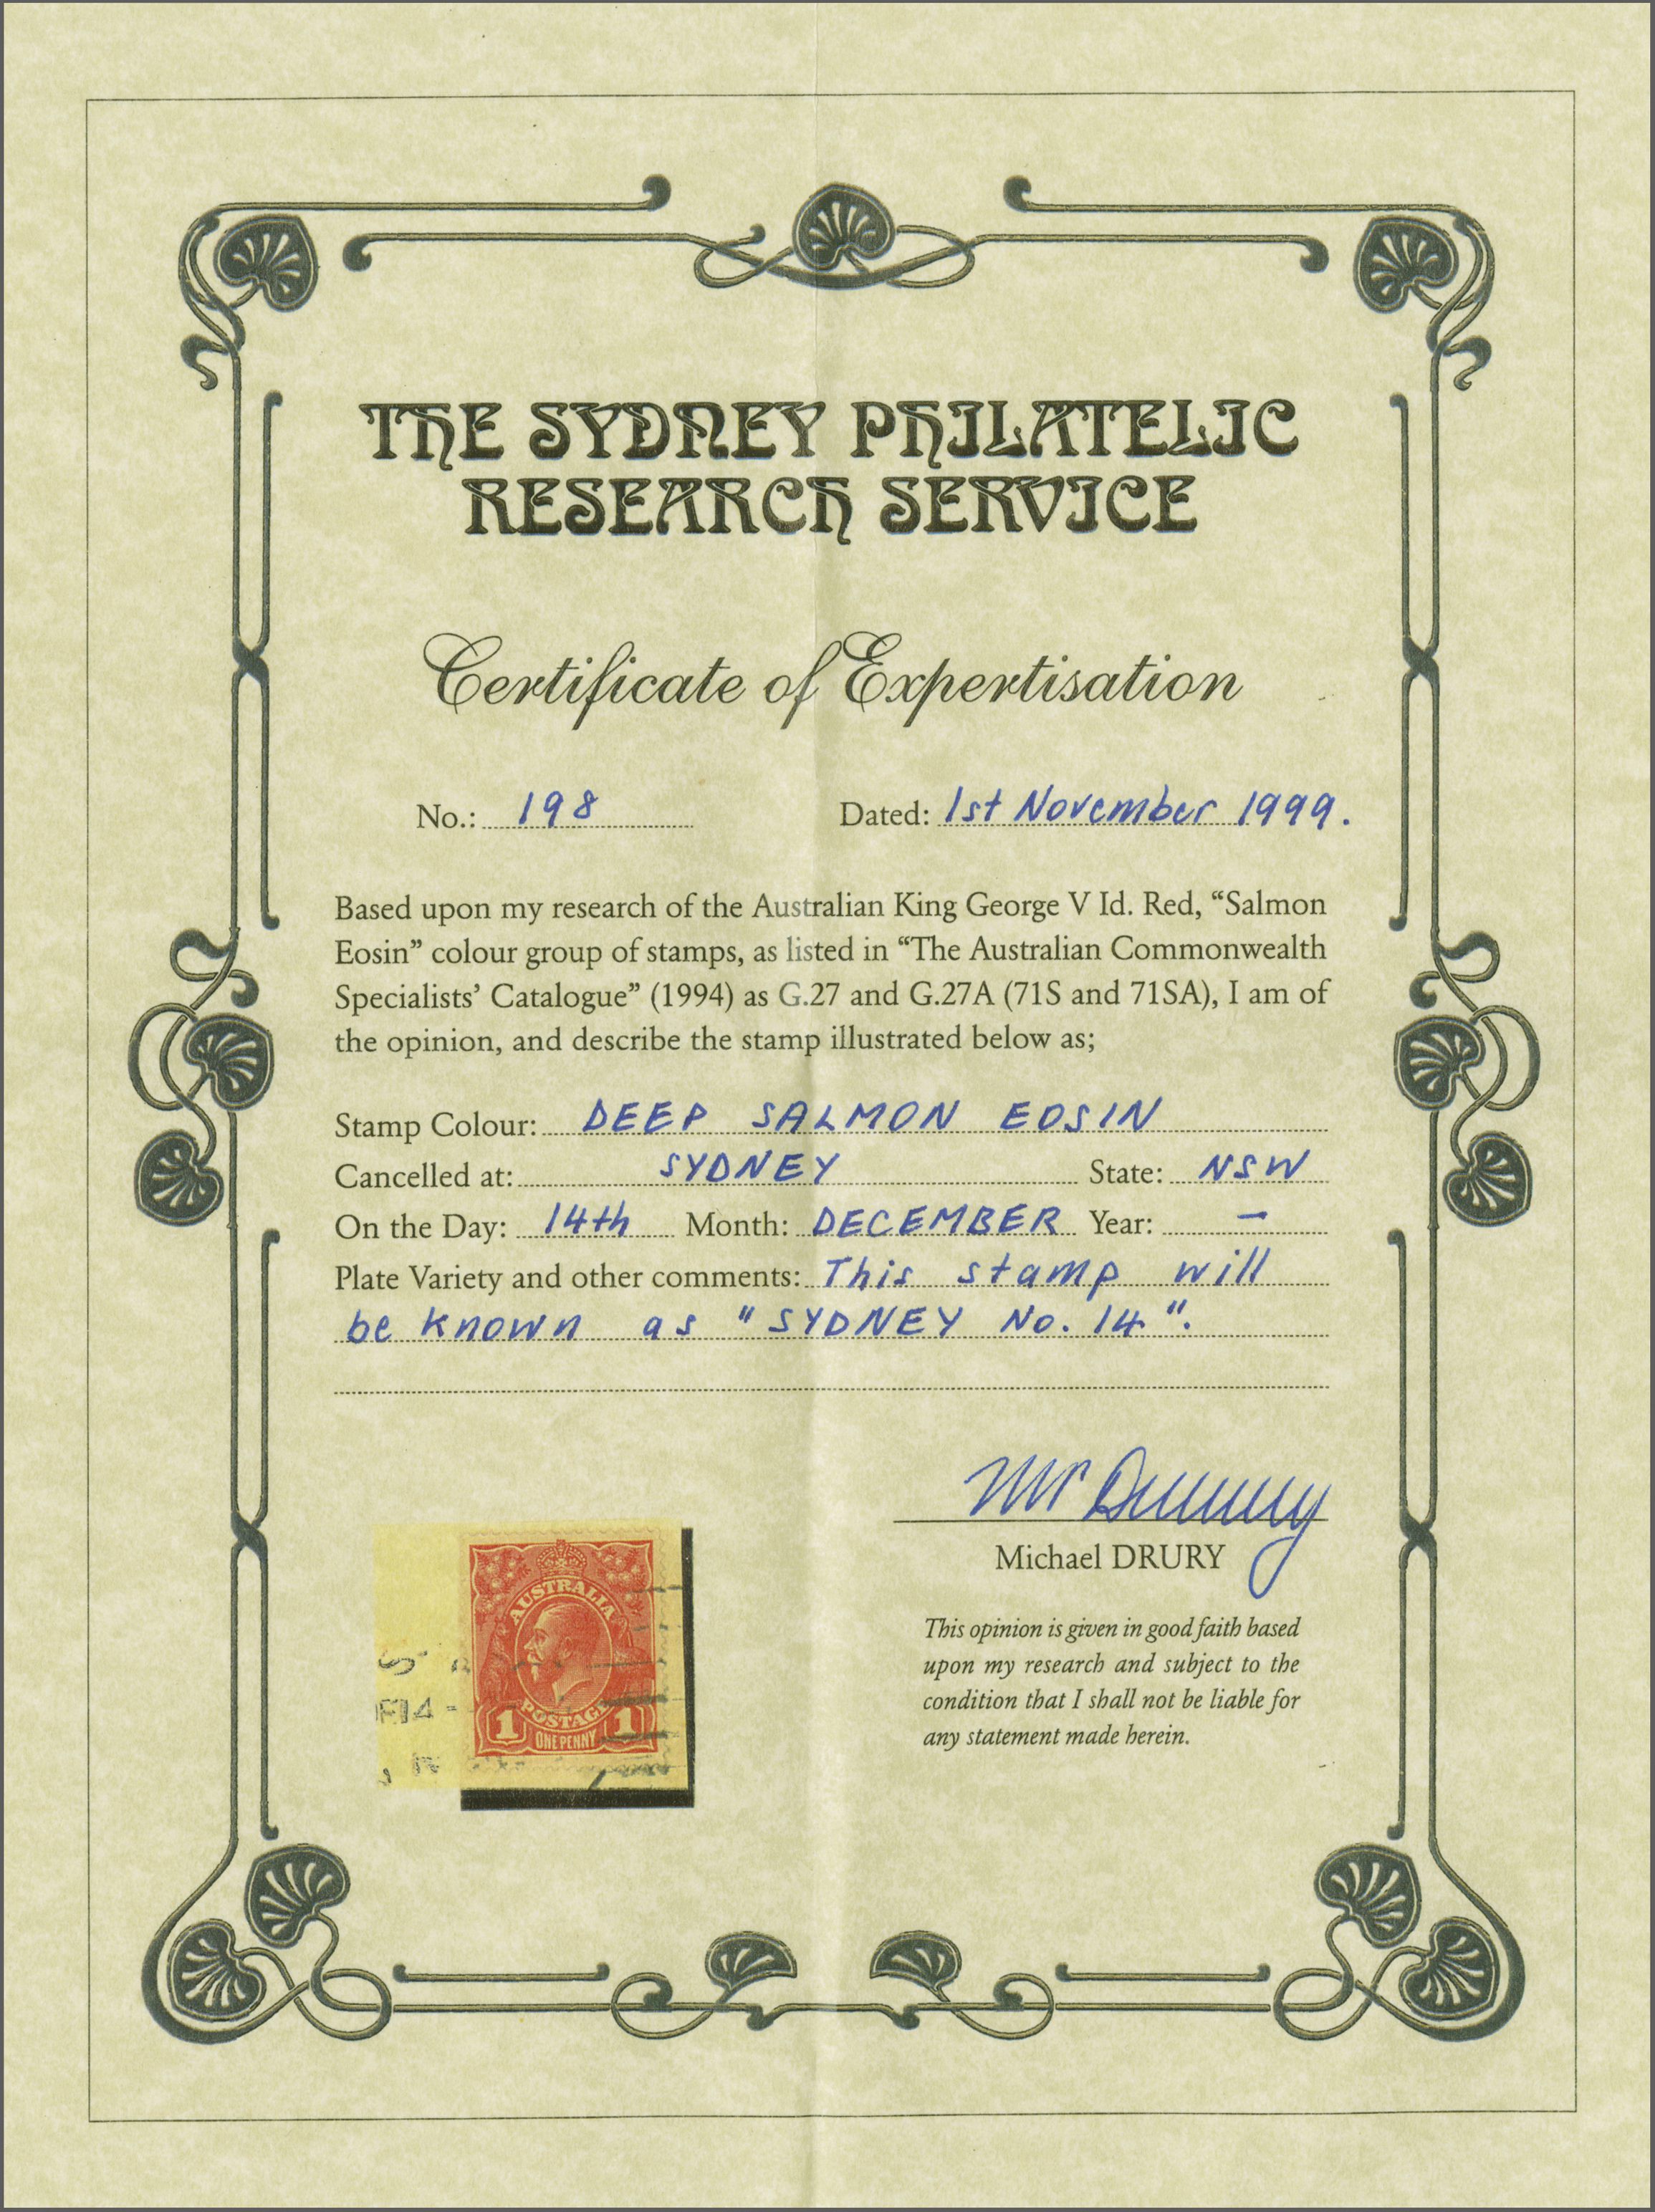 THE SYDNEY PHILATELIC
RESEARCH SERVICE
Certificate of Expertisation
No.: 198 Dated: 1st November 1999.
Based upon my research of the Australian King George V Id. Red, “Salmon
Eosin” colour group of stamps, as listed in “The Australian Commonwealth
Specialists’ Catalogue” (1994) as G.27 and G.27A (71S and 71SA), I am of
the opinion, and describe the stamp illustrated below as;
Stamp Colour: DEEP SALMON EOSIN
Cancelled at: SYDNEY State: NSW
On the Day: 14th Month: DECEMBER Year: –
Plate Variety and other comments: This stamp will
be known as "SYDNEY No. 14".
Michael DRURY
This opinion is given in good faith based
upon my research and subject to the
condition that I shall not be liable for
any statement made herein.
AUSTRALIA
POSTAGE
1 ONE PENNY 1